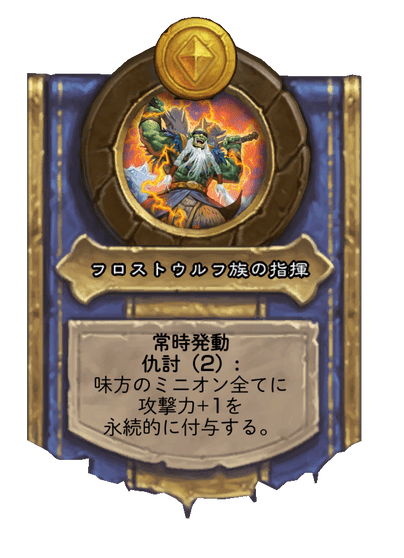 フロストウルフ族の指揮
常時発動
仇討（2）:
味方のミニオン全てに
攻撃力+1を
永続的に付与する。